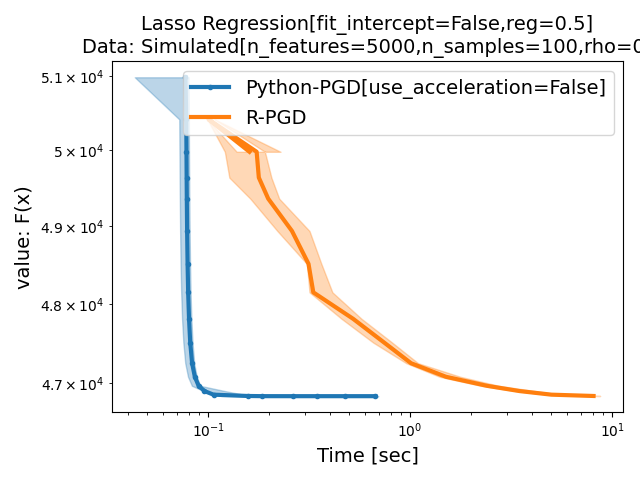 Lasso Regression[fit_intercept=False,reg=0.5]
Data: Simulated[n_features=5000,n_samples=100,rho=0
Python-PGD[use_acceleration=False]
R-PGD
value: F(x)
5.1 × 10⁴
5 × 10⁴
4.9 × 10⁴
4.8 × 10⁴
4.7 × 10⁴
10⁻¹ 10⁰ 10¹
Time [sec]